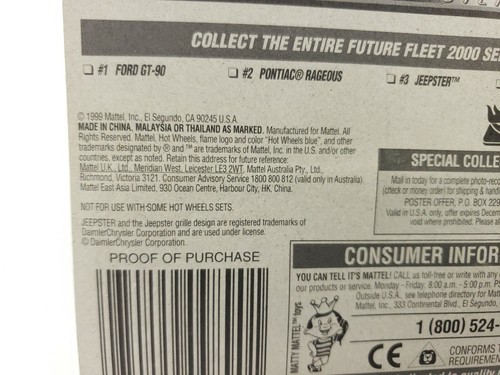 COLLECT THE ENTIRE FUTURE FLEET 2000 SE
#1 FORD GT-90
#2 PONTIAC® RAGEOUS
#3 JEEPSTER™
© 1999 Mattel, Inc., El Segundo, CA 90245 U.S.A.
MADE IN CHINA, MALAYSIA OR THAILAND AS MARKED. Manufactured for Mattel. All
Rights Reserved. Mattel, Hot Wheels, flame logo and color "Hot Wheels blue", and other
trademarks designated by ® and ™ are trademarks of Mattel, Inc. in the U.S. and/or other
countries, except as noted. Retain this address for future reference:
Mattel U.K., Ltd., Meridian West, Leicester LE3 2WT. Mattel Australia Pty., Ltd.,
Richmond, Victoria 3121. Consumer Advisory Service 1800 800 812 (valid only in Australia).
Mattel East Asia Limited, 930 Ocean Centre, Harbour City, HK, China.
NOT FOR USE WITH SOME HOT WHEELS SETS.
JEEPSTER and the Jeepster grille design are registered trademarks of
DaimlerChrysler Corporation and are used under license.
© DaimlerChrysler Corporation.
PROOF OF PURCHASE
SPECIAL COLLE
Mail in today for a complete photo-reco
(check or money order) for shipping & handl
POSTER OFFER, P.O. BOX 229
Valid in U.S.A. only, offer expires Decem
void where prohibited. Please a
CONSUMER INFOR
YOU CAN TELL IT'S MATTEL! CALL us toll-free or write with any
our products or service. Monday - Friday. 8:00 a.m. - 5:00 p.m. PS
Outside U.S.A., see telephone directory for Mat
Mattel, Inc., 333 Continental Blvd., El Segundo,
1 (800) 524-
MATTY MATTEL™ toys
CE
CONFORMS T
REQUIREME